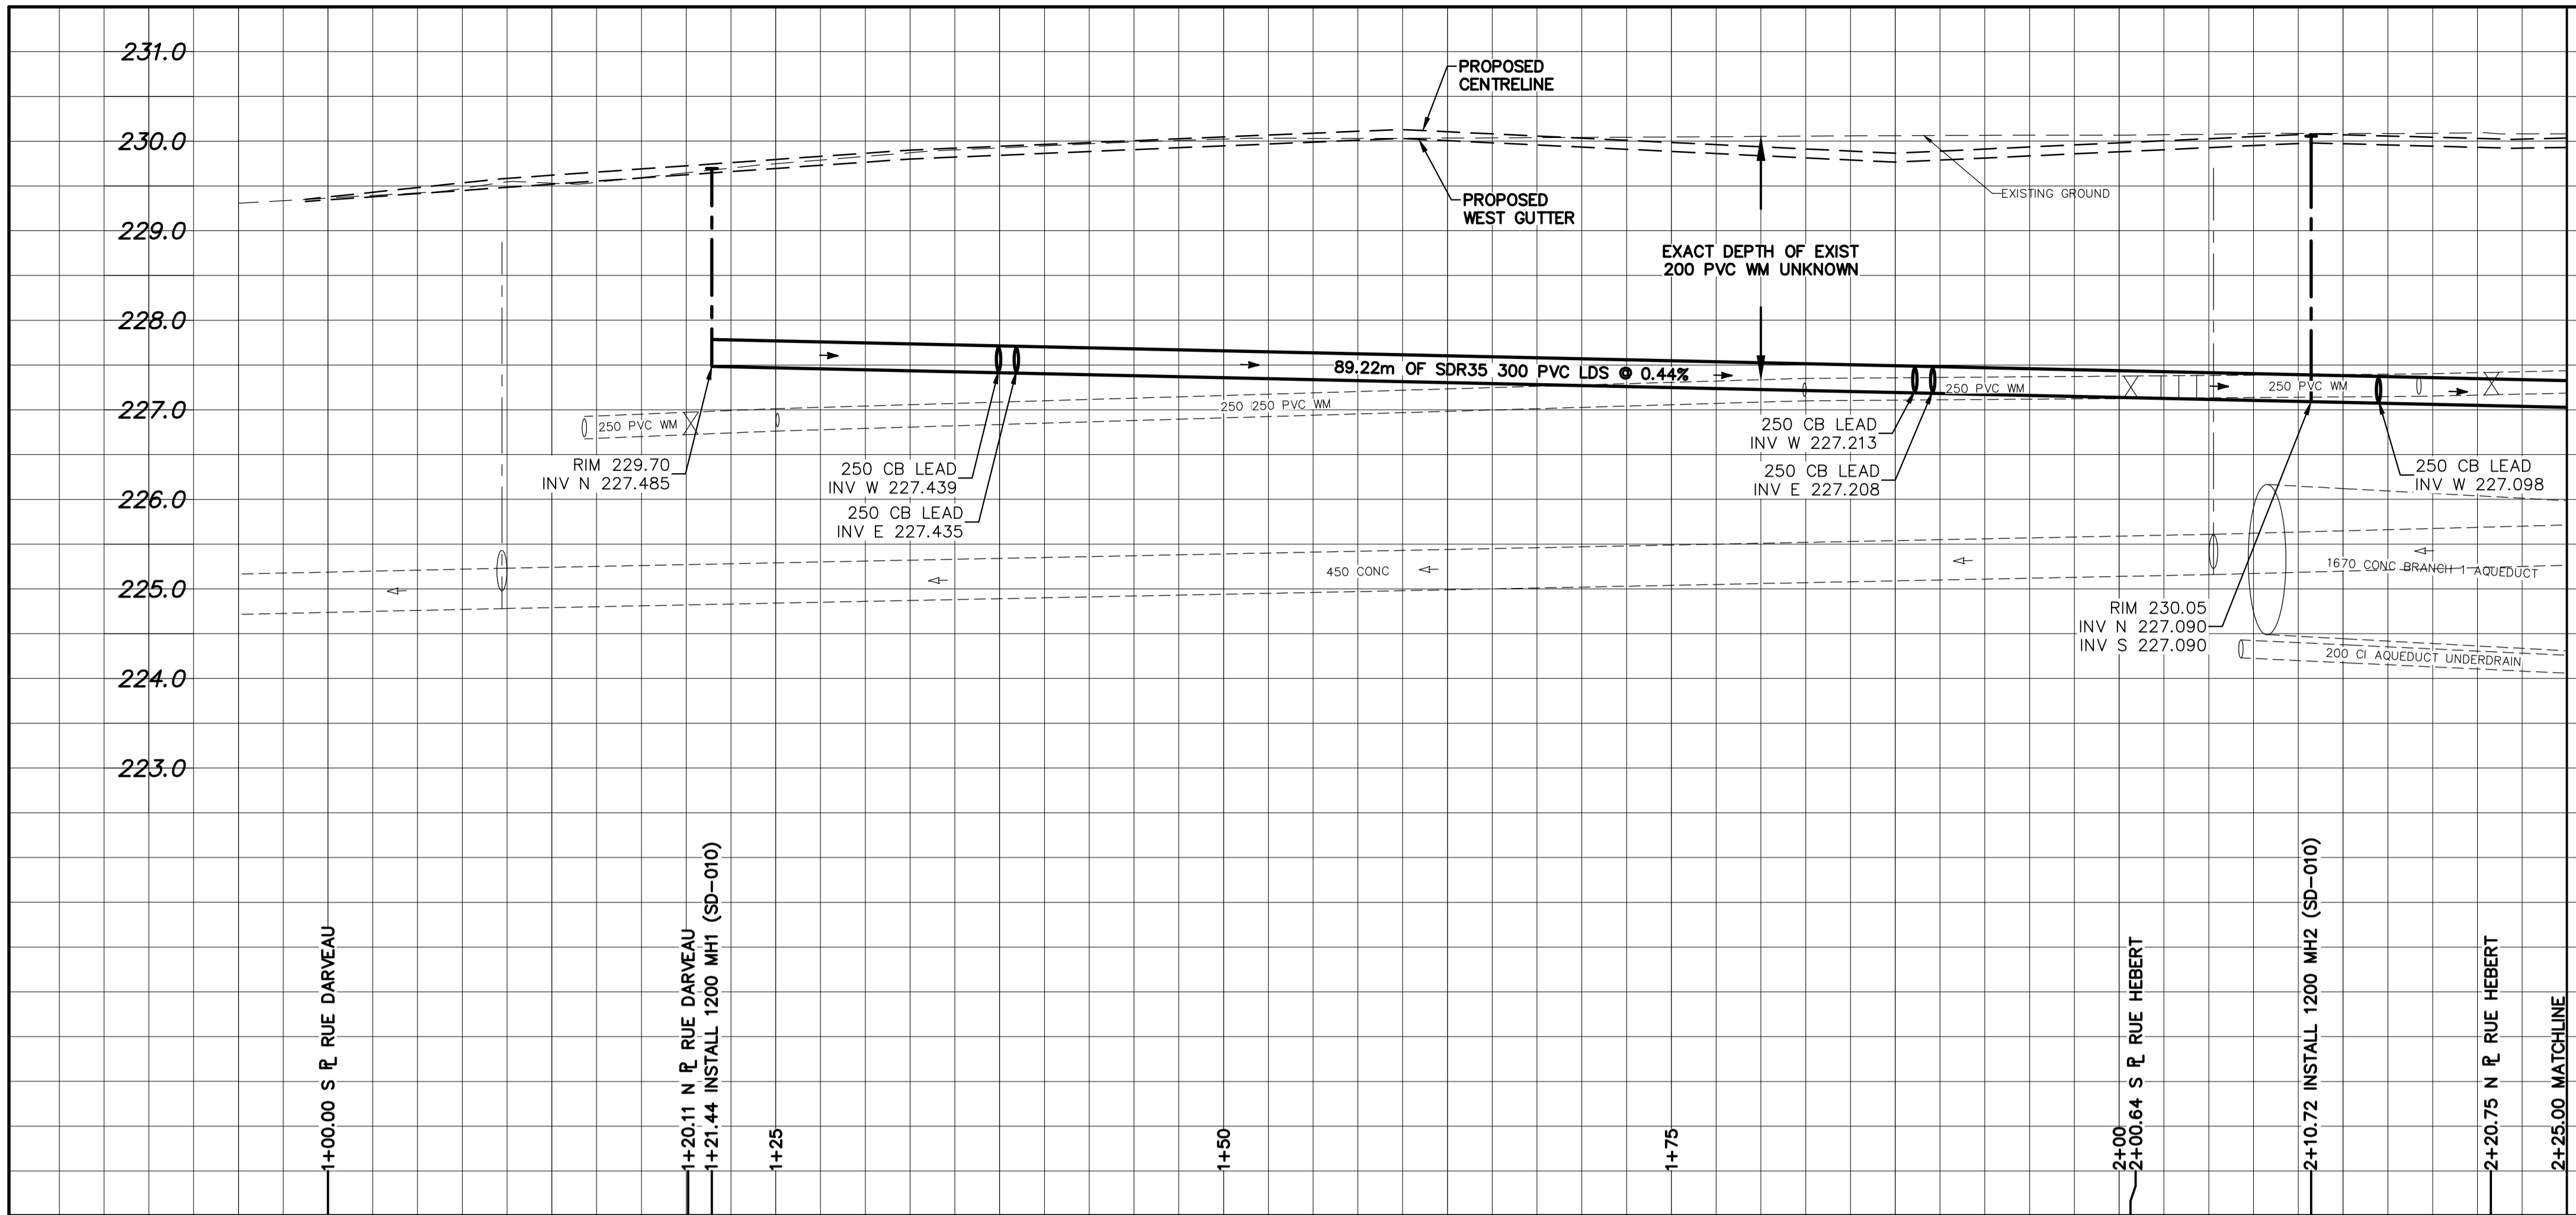 231.0
230.0
229.0
228.0
227.0
226.0
225.0
224.0
223.0
PROPOSED
CENTRELINE
PROPOSED
WEST GUTTER
EXISTING GROUND
EXACT DEPTH OF EXIST
200 PVC WM UNKNOWN
89.22m OF SDR35 300 PVC LDS @ 0.44%
250 PVC WM
250 250 PVC WM
250 PVC WM
250 PVC WM
RIM 229.70
INV N 227.485
250 CB LEAD
INV W 227.439
250 CB LEAD
INV E 227.435
250 CB LEAD
INV W 227.213
250 CB LEAD
INV E 227.208
250 CB LEAD
INV W 227.098
450 CONC
1670 CONC BRANCH 1 AQUEDUCT
RIM 230.05
INV N 227.090
INV S 227.090
200 CI AQUEDUCT UNDERDRAIN
1+00.00 S PL RUE DARVEAU
1+20.11 N PL RUE DARVEAU
1+21.44 INSTALL 1200 MH1 (SD-010)
1+25
1+50
1+75
2+00
2+00.64 S PL RUE HEBERT
2+10.72 INSTALL 1200 MH2 (SD-010)
2+20.75 N PL RUE HEBERT
2+25.00 MATCHLINE